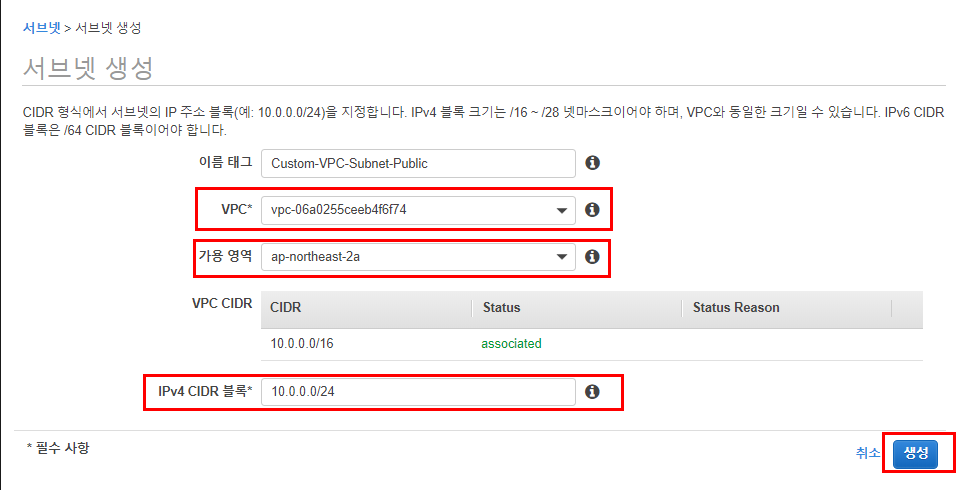 서브넷 > 서브넷 생성
서브넷 생성
CIDR 형식에서 서브넷의 IP 주소 블록(예: 10.0.0.0/24)을 지정합니다. IPv4 블록 크기는 /16 ~ /28 넷마스크이어야 하며, VPC와 동일한 크기일 수 있습니다. IPv6 CIDR
블록은 /64 CIDR 블록이어야 합니다.
이름 태그 Custom-VPC-Subnet-Public
VPC* vpc-06a0255ceeb4f6f74
가용 영역 ap-northeast-2a
VPC CIDR CIDR Status Status Reason
10.0.0.0/16 associated
IPv4 CIDR 블록* 10.0.0.0/24
* 필수 사항
취소 생성